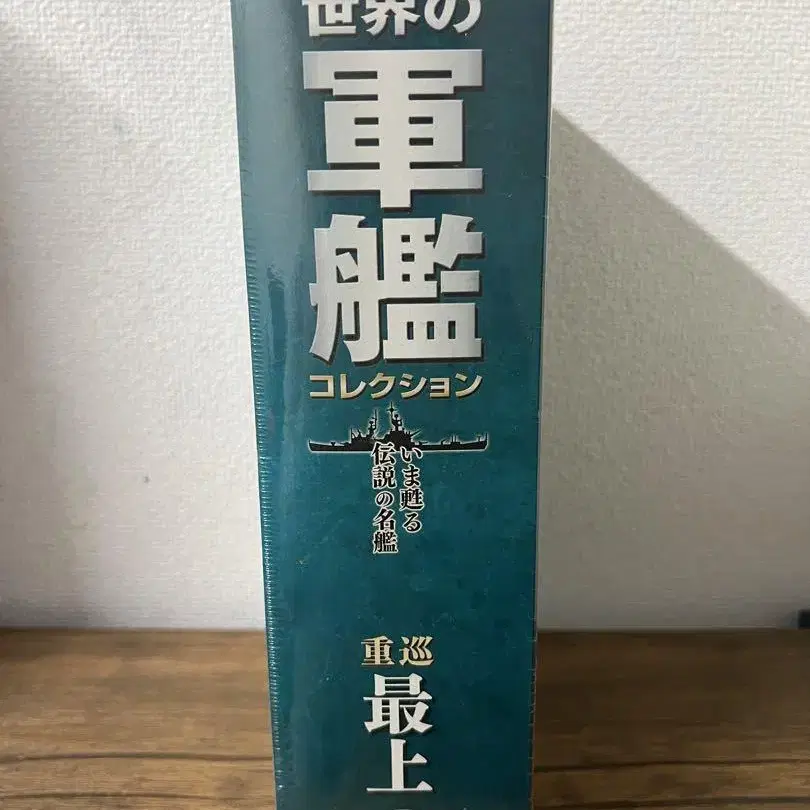 世界の
軍艦
コレクション
いま甦る
伝説の名艦
重巡
最上